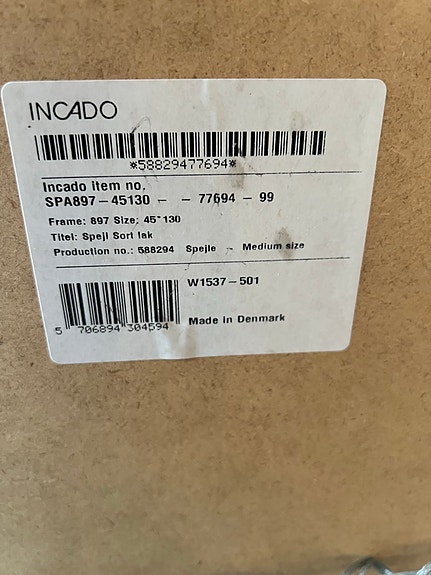 INCADO
*58829477694*
Incado item no.
SPA897-45130 - - 77694 - 99
Frame: 897 Size: 45*130
Titel: Spejl Sort lak
Production no.: 588294 Spejle - Medium size
W1537-501
5 706894 304594
Made in Denmark